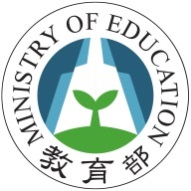 MINISTRY OF EDUCATION
教育部